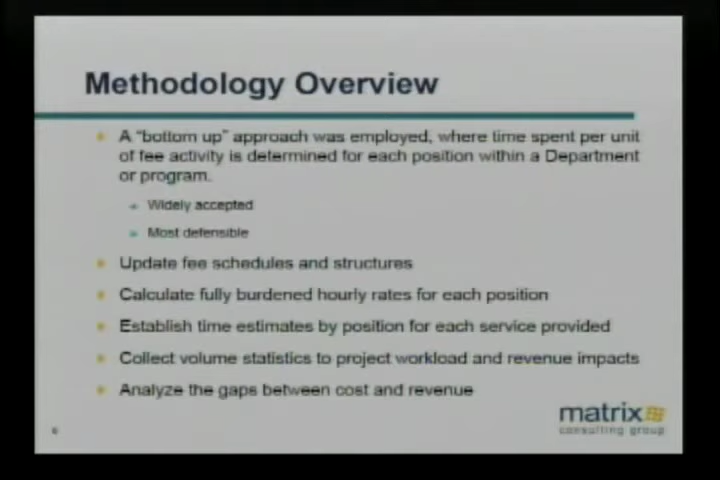 Methodology Overview
A "bottom up" approach was employed, where time spent per unit
of fee activity is determined for each position within a Department
or program.
Widely accepted
Most defensible
Update fee schedules and structures
Calculate fully burdened hourly rates for each position
Establish time estimates by position for each service provided
Collect volume statistics to project workload and revenue impacts
Analyze the gaps between cost and revenue
matrix
consulting group